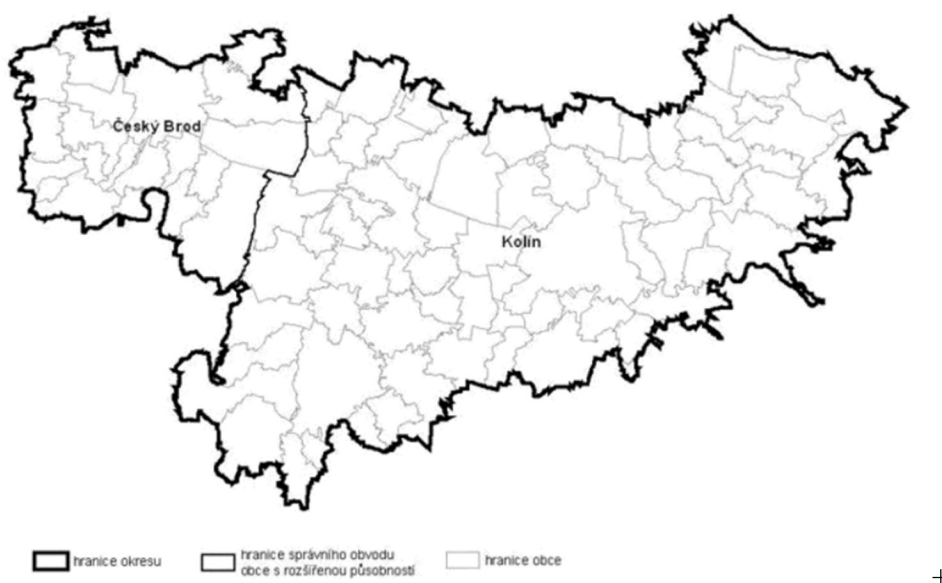 Český Brod
Kolín
hranice okresu
hranice správního obvodu
obce s rozšířenou působností
hranice obce